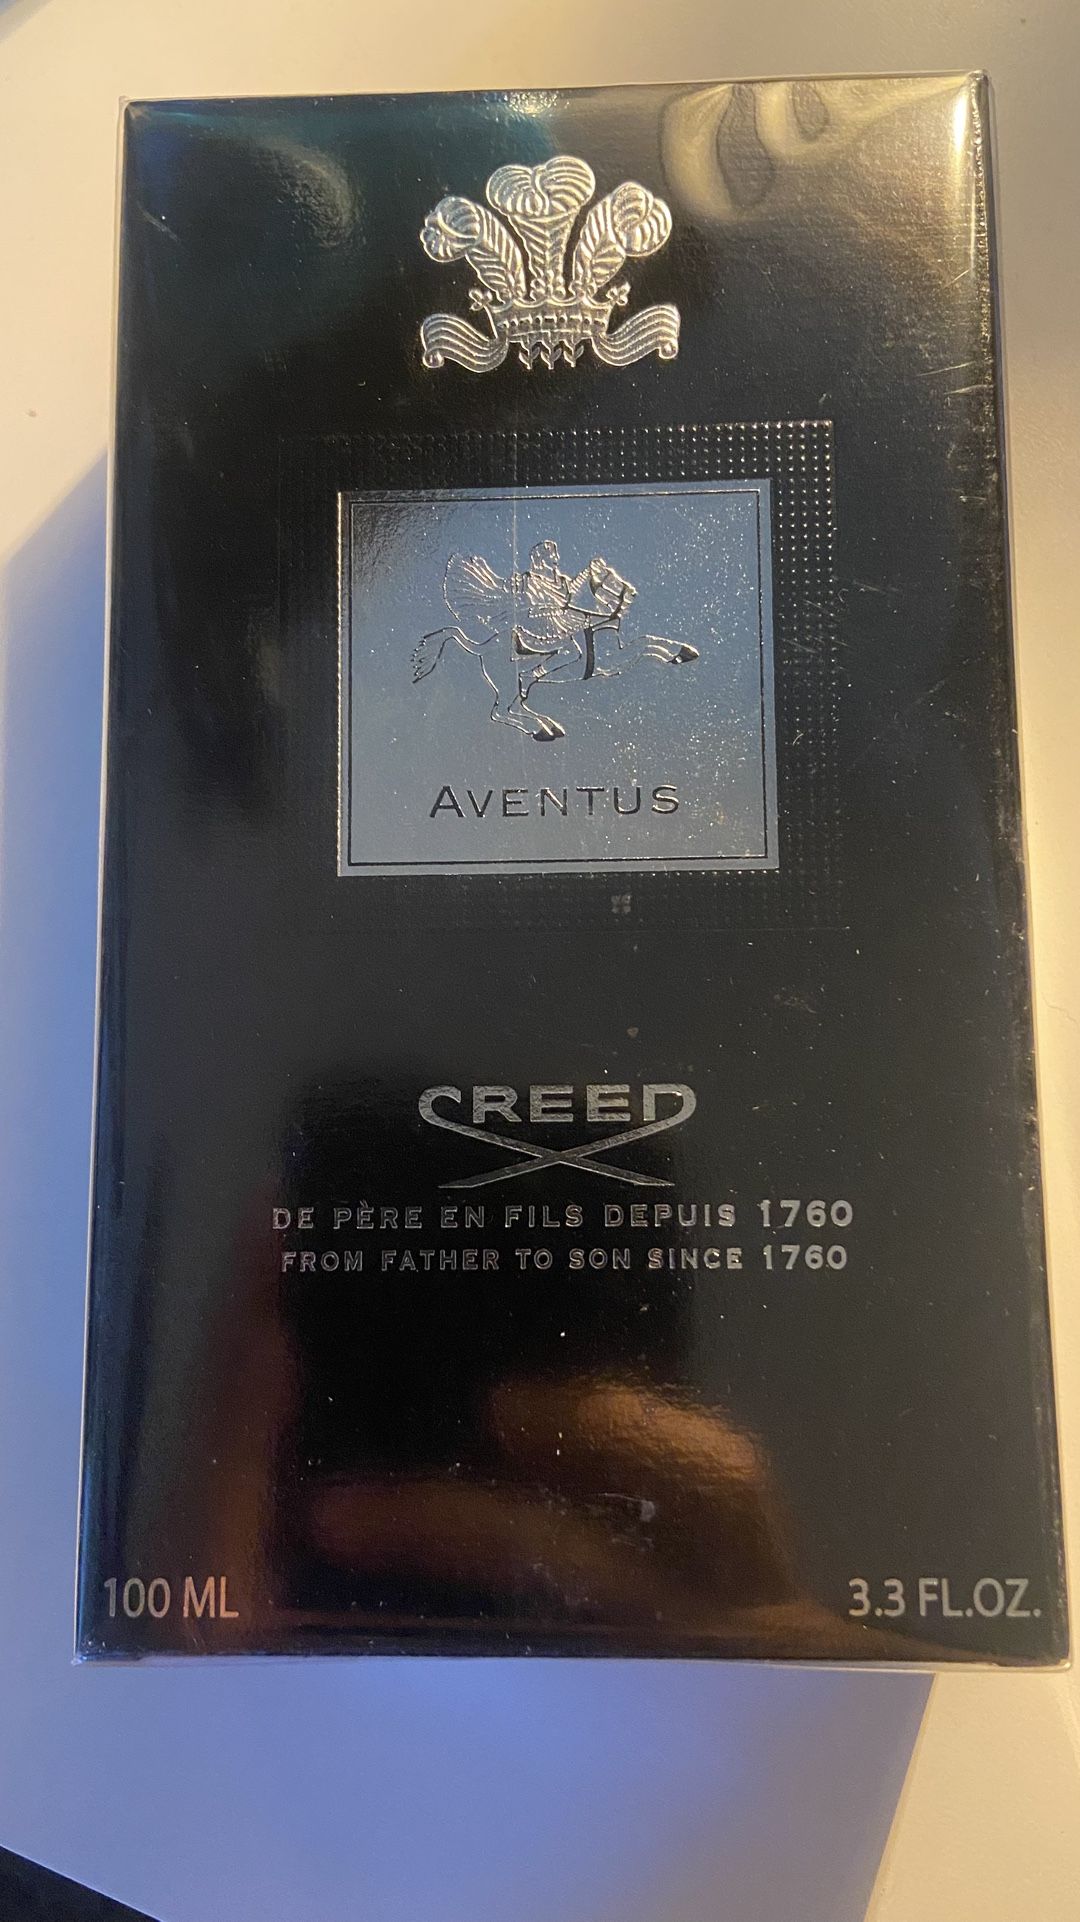 AVENTUS
CREED
DE PÈRE EN FILS DEPUIS 1760
FROM FATHER TO SON SINCE 1760
100 ML
3.3 FL.OZ.